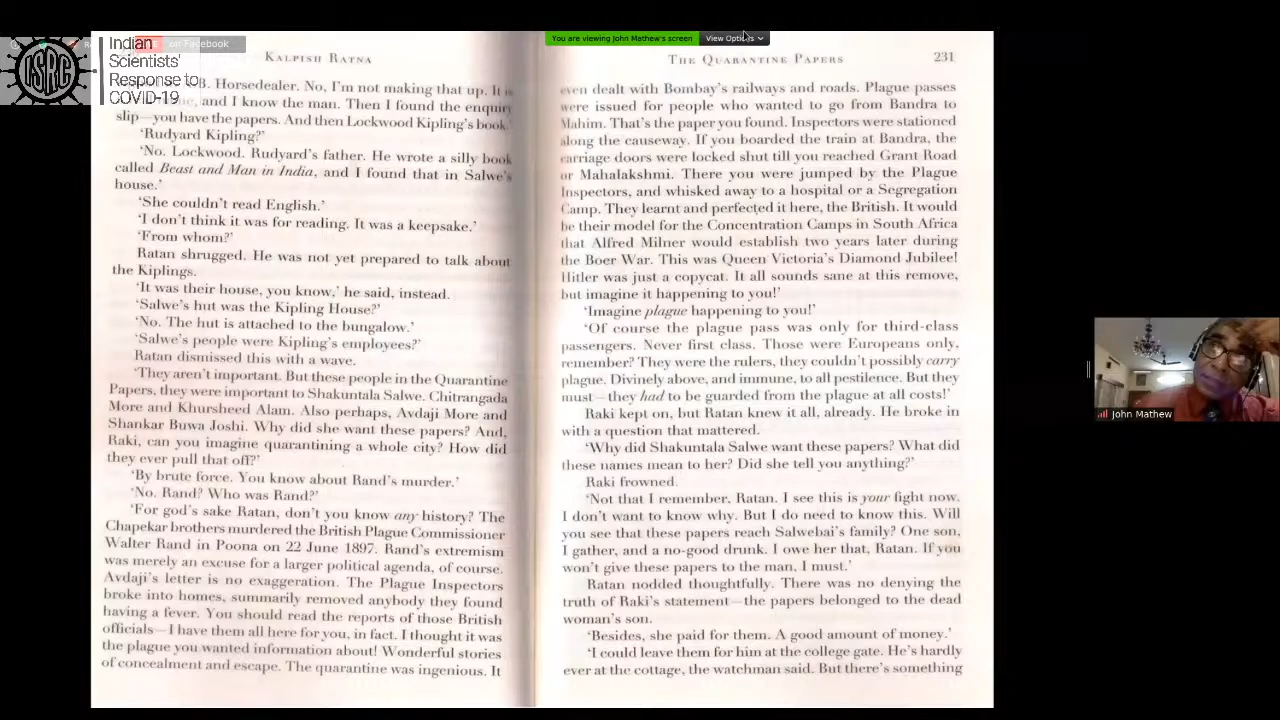 Indian
Scientists'
Response to
COVID-19
ISRC
on Facebook
You are viewing John Mathew's screen
View Options
John Mathew
KALPISH RATNA
B. Horsedealer. No, I'm not making that up. It is
and I know the man. Then I found the enquiry
slip—you have the papers. And then Lockwood Kipling's book.'
'Rudyard Kipling?'
'No. Lockwood. Rudyard's father. He wrote a silly book
called Beast and Man in India, and I found that in Salwe's
house.'
'She couldn't read English.'
'I don't think it was for reading. It was a keepsake.'
'From whom?'
Ratan shrugged. He was not yet prepared to talk about
the Kiplings.
'It was their house, you know,' he said, instead.
'Salwe's hut was the Kipling House?'
'No. The hut is attached to the bungalow.'
'Salwe's people were Kipling's employees?'
Ratan dismissed this with a wave.
'They aren't important. But these people in the Quarantine
Papers, they were important to Shakuntala Salwe. Chitrangada
More and Khursheed Alam. Also perhaps, Avdaji More and
Shankar Buwa Joshi. Why did she want these papers? And,
Raki, can you imagine quarantining a whole city? How did
they ever pull that off?'
'By brute force. You know about Rand's murder.'
'No. Rand? Who was Rand?'
'For god's sake Ratan, don't you know any history? The
Chapekar brothers murdered the British Plague Commissioner
Walter Rand in Poona on 22 June 1897. Rand's extremism
was merely an excuse for a larger political agenda, of course.
Avdaji's letter is no exaggeration. The Plague Inspectors
broke into homes, summarily removed anybody they found
having a fever. You should read the reports of those British
officials—I have them all here for you, in fact. I thought it was
the plague you wanted information about! Wonderful stories
of concealment and escape. The quarantine was ingenious. It
THE QUARANTINE PAPERS 231
even dealt with Bombay's railways and roads. Plague passes
were issued for people who wanted to go from Bandra to
Mahim. That's the paper you found. Inspectors were stationed
along the causeway. If you boarded the train at Bandra, the
carriage doors were locked shut till you reached Grant Road
or Mahalakshmi. There you were jumped by the Plague
Inspectors, and whisked away to a hospital or a Segregation
Camp. They learnt and perfected it here, the British. It would
be their model for the Concentration Camps in South Africa
that Alfred Milner would establish two years later during
the Boer War. This was Queen Victoria's Diamond Jubilee!
Hitler was just a copycat. It all sounds sane at this remove,
but imagine it happening to you!'
'Imagine plague happening to you!'
'Of course the plague pass was only for third-class
passengers. Never first class. Those were Europeans only,
remember? They were the rulers, they couldn't possibly carry
plague. Divinely above, and immune, to all pestilence. But they
must—they had to be guarded from the plague at all costs!'
Raki kept on, but Ratan knew it all, already. He broke in
with a question that mattered.
'Why did Shakuntala Salwe want these papers? What did
these names mean to her? Did she tell you anything?'
Raki frowned.
'Not that I remember, Ratan. I see this is your fight now.
I don't want to know why. But I do need to know this. Will
you see that these papers reach Salwebai's family? One son,
I gather, and a no-good drunk. I owe her that, Ratan. If you
won't give these papers to the man, I must.'
Ratan nodded thoughtfully. There was no denying the
truth of Raki's statement—the papers belonged to the dead
woman's son.
'Besides, she paid for them. A good amount of money.'
'I could leave them for him at the college gate. He's hardly
ever at the cottage, the watchman said. But there's something